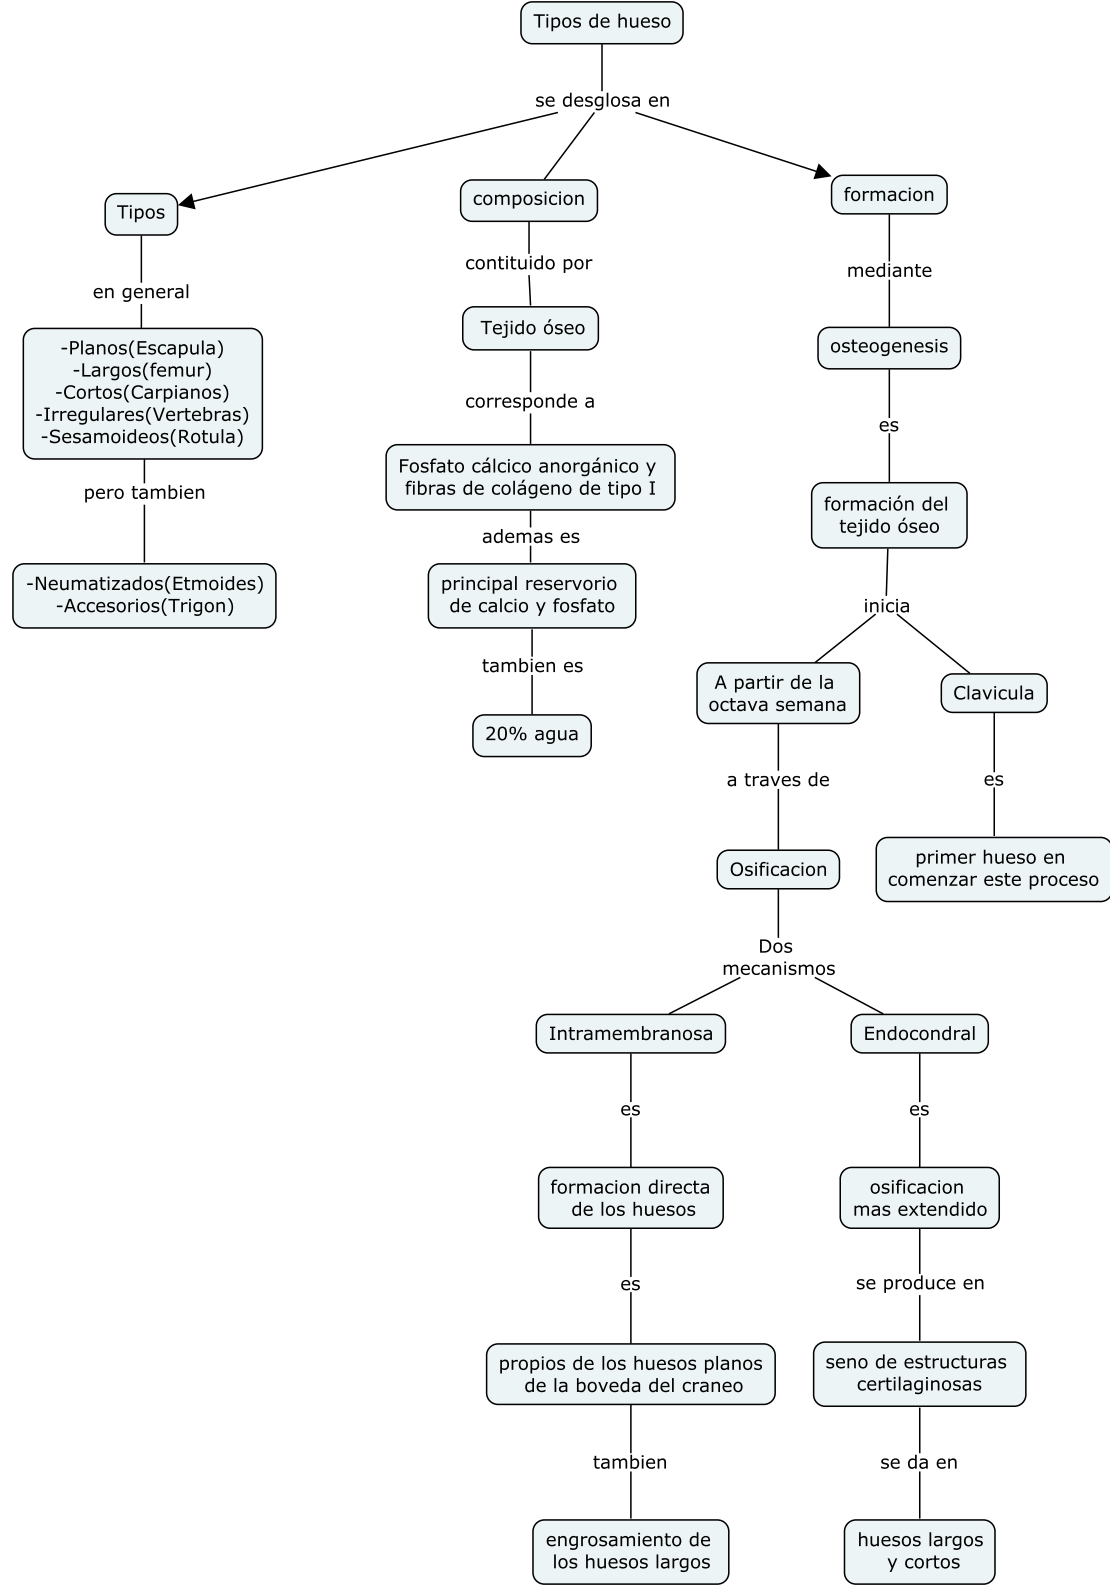 Tipos de hueso
se desglosa en
Tipos
en general
-Planos(Escapula)
-Largos(femur)
-Cortos(Carpianos)
-Irregulares(Vertebras)
-Sesamoideos(Rotula)
pero tambien
-Neumatizados(Etmoides)
-Accesorios(Trigon)
composicion
contituido por
Tejido óseo
corresponde a
Fosfato cálcico anorgánico y
fibras de colágeno de tipo I
ademas es
principal reservorio
de calcio y fosfato
tambien es
20% agua
formacion
mediante
osteogenesis
es
formación del
tejido óseo
inicia
A partir de la
octava semana
a traves de
Osificacion
Dos
mecanismos
Intramembranosa
es
formacion directa
de los huesos
es
propios de los huesos planos
de la boveda del craneo
tambien
engrosamiento de
los huesos largos
Endocondral
es
osificacion
mas extendido
se produce en
seno de estructuras
certilaginosas
se da en
huesos largos
y cortos
Clavicula
es
primer hueso en
comenzar este proceso